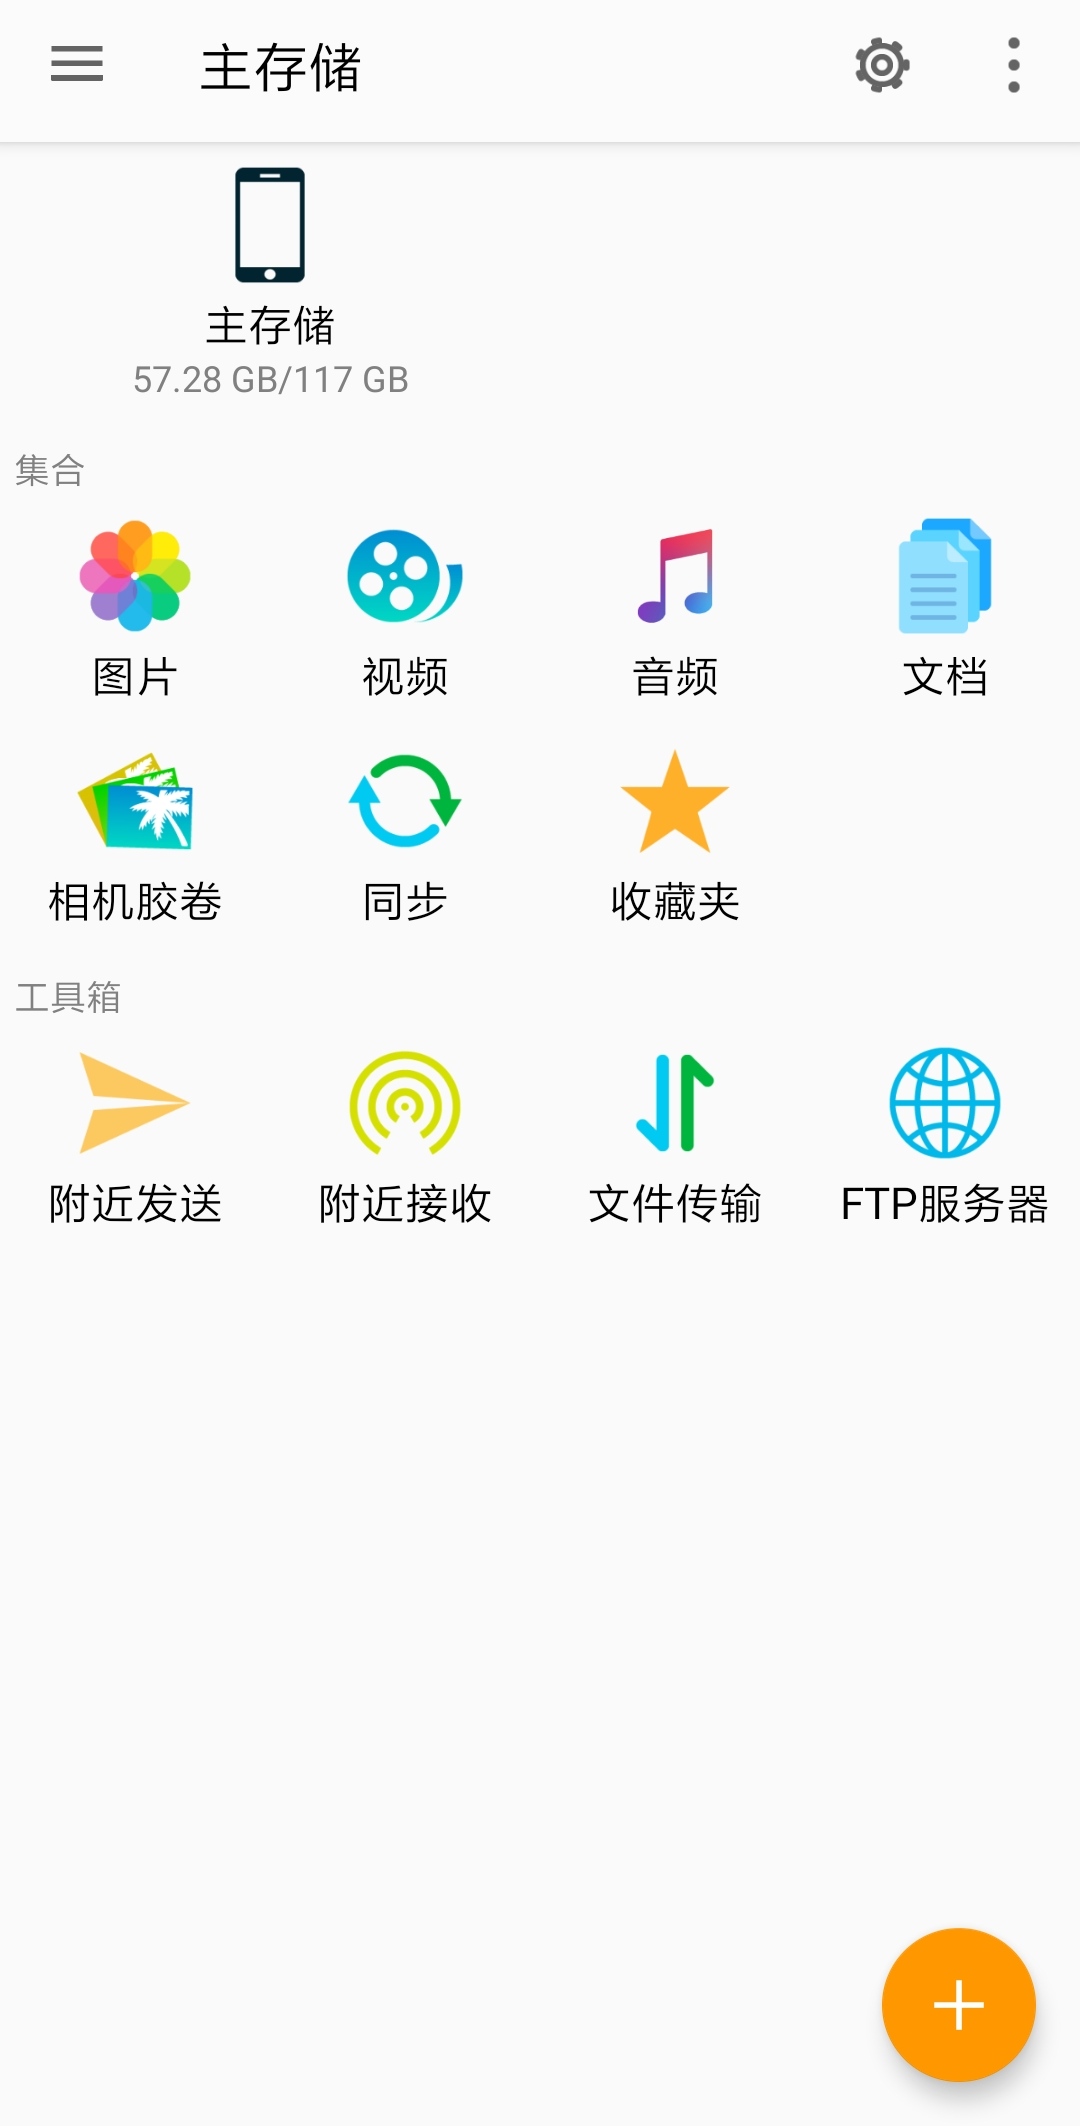 主存储
主存储
57.28 GB/117 GB
集合
图片
视频
音频
文档
相机胶卷
同步
收藏夹
工具箱
附近发送
附近接收
文件传输
FTP服务器